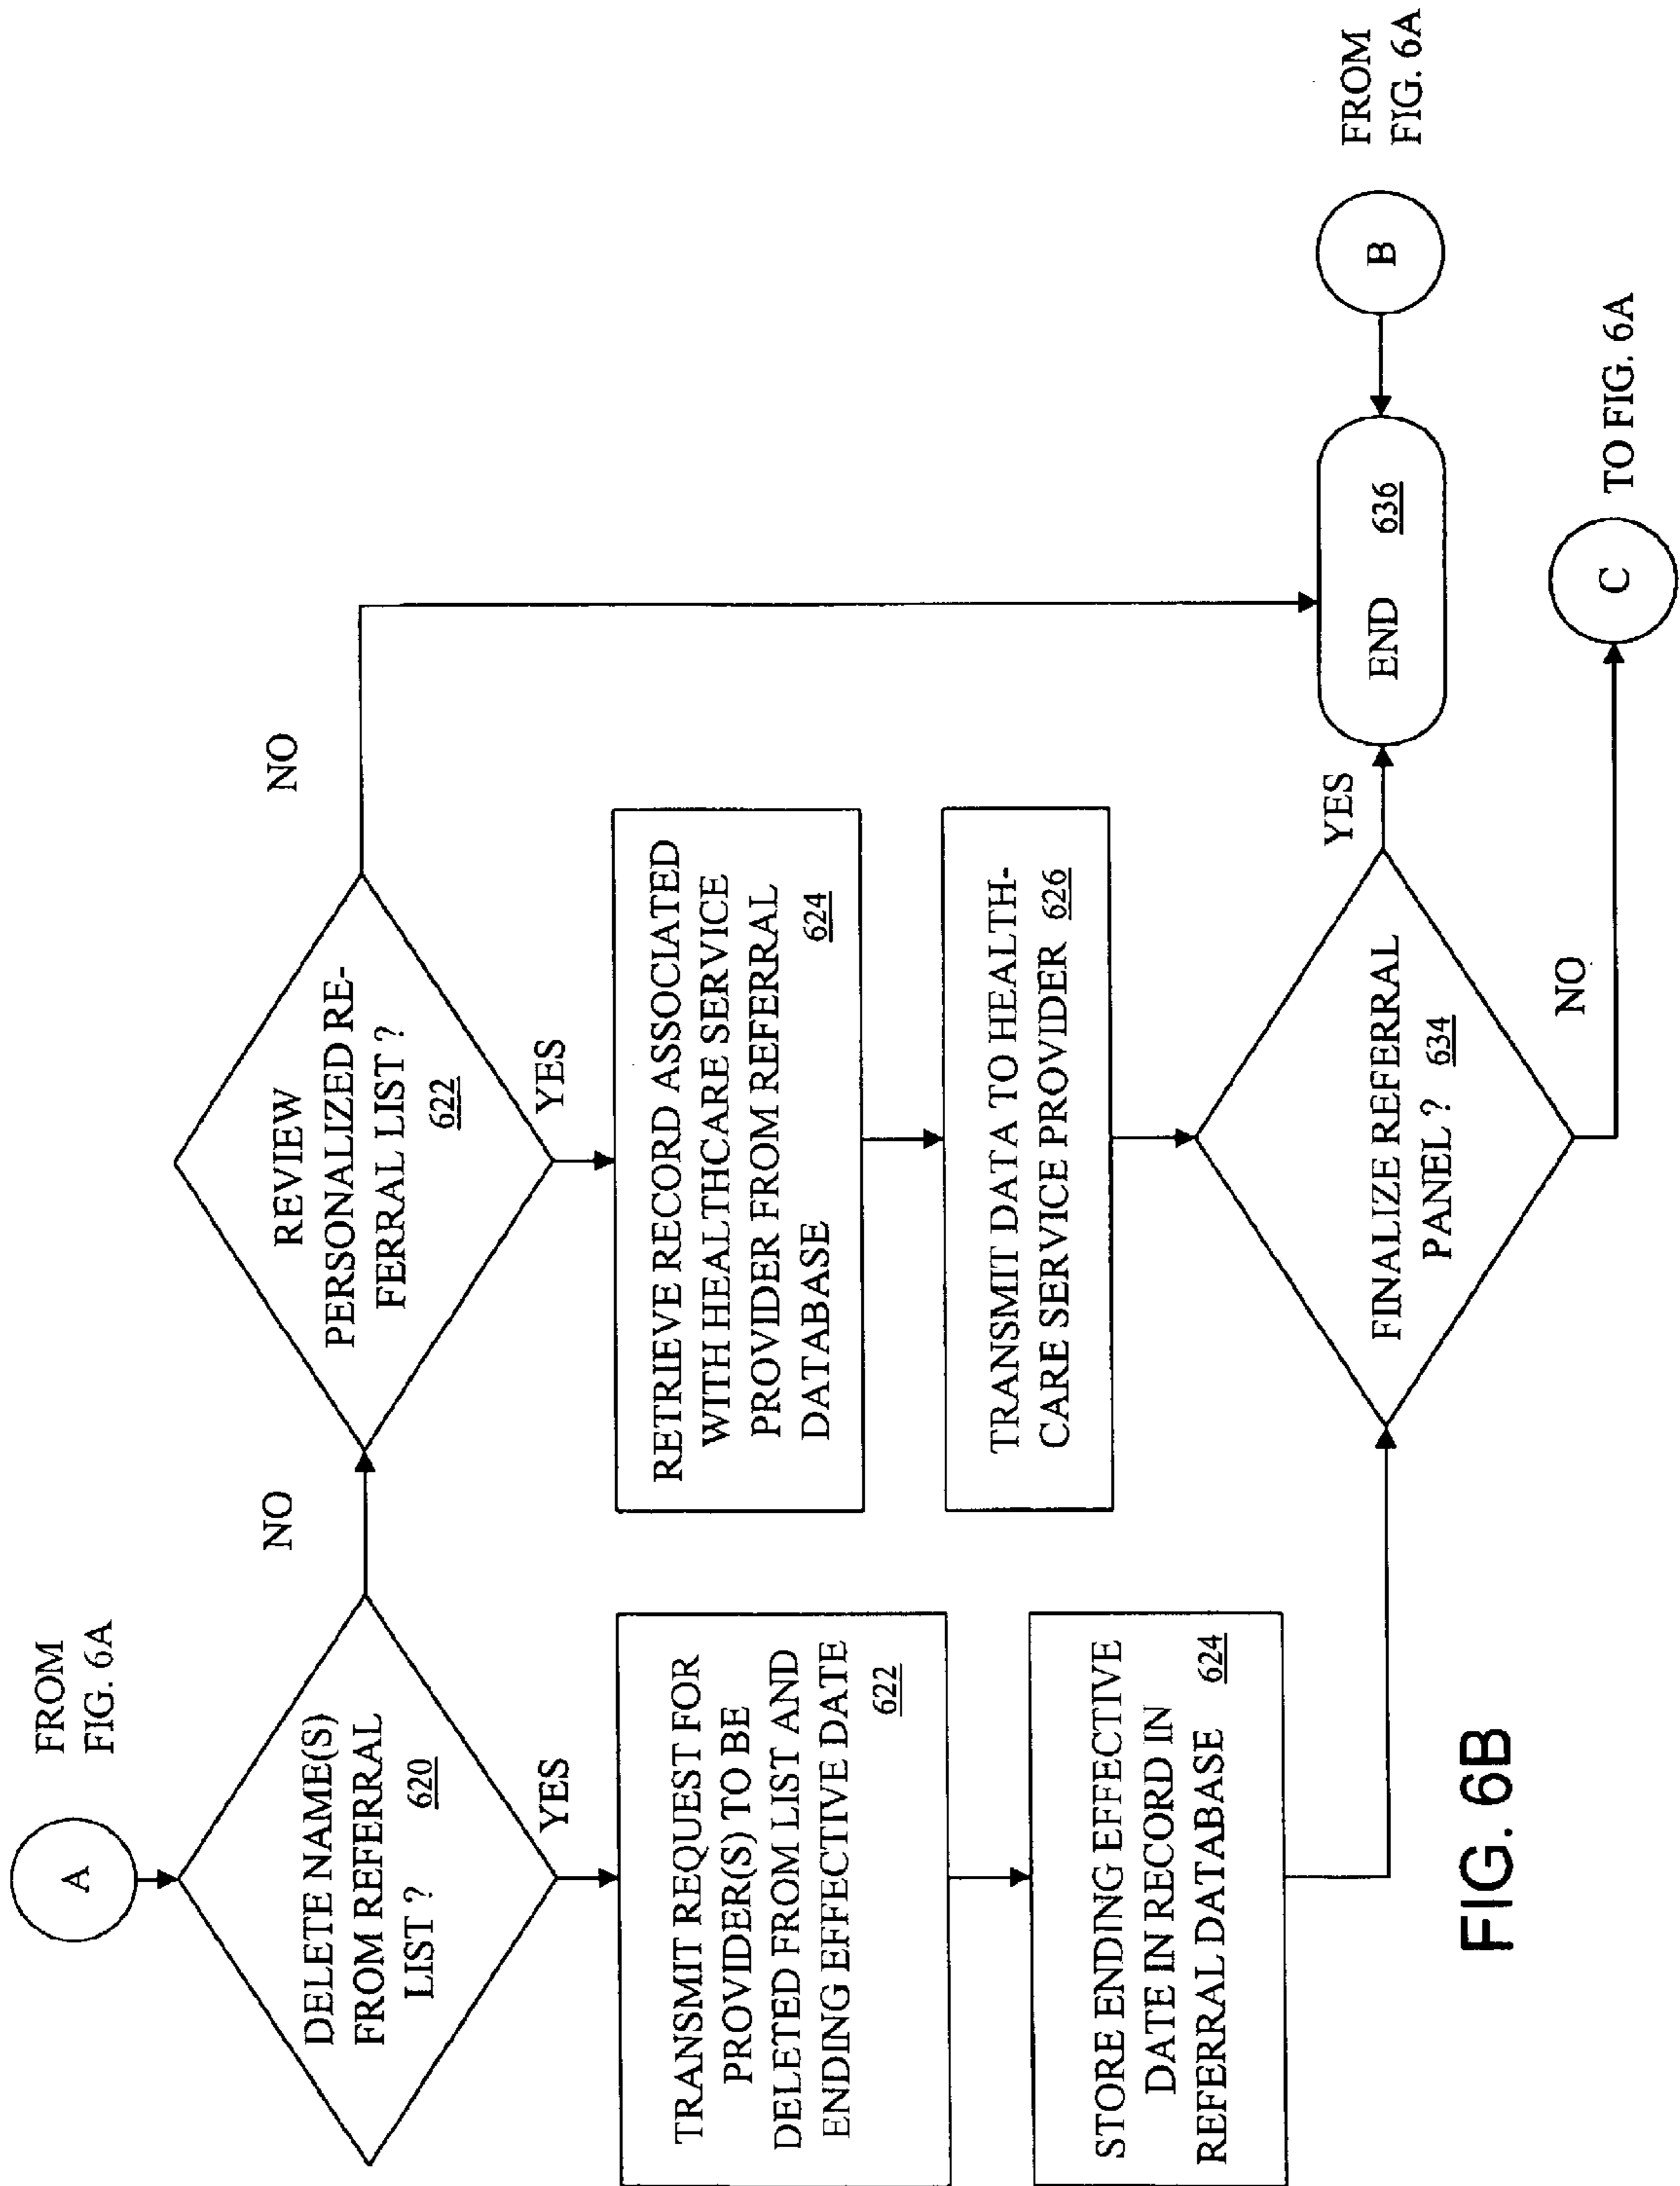 FROM
FIG. 6A
A
DELETE NAME(S)
FROM REFERRAL
LIST ? 620
NO
YES
REVIEW
PERSONALIZED RE-
FERRAL LIST ?
622
NO
YES
TRANSMIT REQUEST FOR
PROVIDER(S) TO BE
DELETED FROM LIST AND
ENDING EFFECTIVE DATE
622
STORE ENDING EFFECTIVE
DATE IN RECORD IN
REFERRAL DATABASE 624
RETRIEVE RECORD ASSOCIATED
WITH HEALTHCARE SERVICE
PROVIDER FROM REFERRAL
DATABASE 624
TRANSMIT DATA TO HEALTH-
CARE SERVICE PROVIDER 626
FINALIZE REFERRAL
PANEL ? 634
YES
NO
END 636
B
FROM
FIG. 6A
C
TO FIG. 6A
FIG. 6B